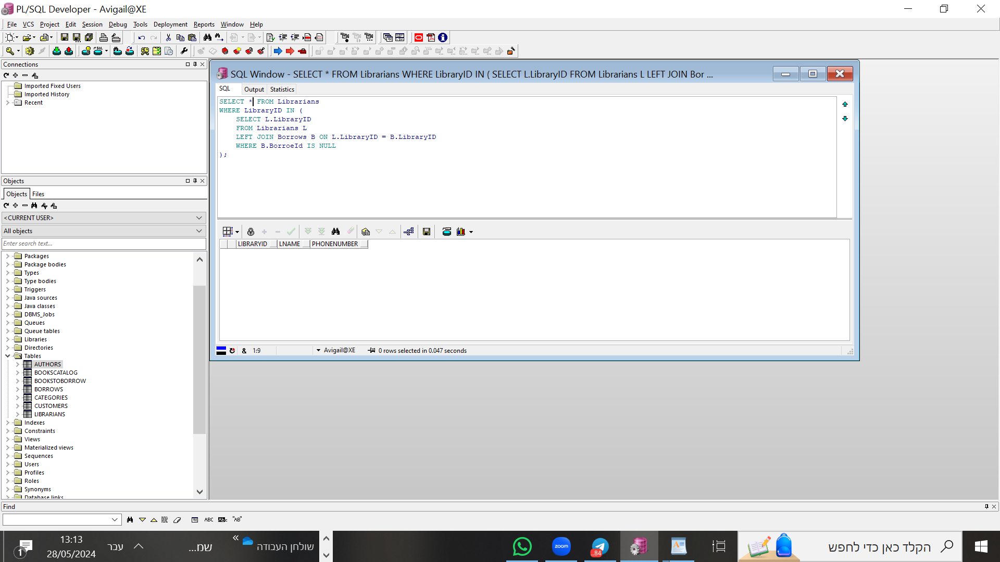 PL/SQL Developer - Avigail@XE
File VCS Project Edit Session Debug Tools Deployment Reports Window Help
Connections
Imported Fixed Users
Imported History
Recent
Objects
Objects Files
<CURRENT USER>
All objects
Enter search text...
Packages
Package bodies
Types
Type bodies
Triggers
Java sources
Java classes
DBMS_Jobs
Queues
Queue tables
Libraries
Directories
Tables
AUTHORS
BOOKSCATALOG
BOOKSTOBORROW
BORROWS
CATEGORIES
CUSTOMERS
LIBRARIANS
Indexes
Constraints
Views
Materialized views
Sequences
Users
Profiles
Roles
Synonyms
Database links
SQL Window - SELECT * FROM Librarians WHERE LibraryID IN ( SELECT L.LibraryID FROM Librarians L LEFT JOIN Bor ...
SQL Output Statistics
SELECT * FROM Librarians
WHERE LibraryID IN (
SELECT L.LibraryID
FROM Librarians L
LEFT JOIN Borrows B ON L.LibraryID = B.LibraryID
WHERE B.BorroeId IS NULL
);
LIBRARYID LNAME PHONENUMBER
& 1:9 Avigail@XE 0 rows selected in 0.047 seconds
Find
ABC "AB"
1
13:13
28/05/2024
עבר
שמ...
«
שולחן העבודה
zoom
..84
הקלד כאן כדי לחפש